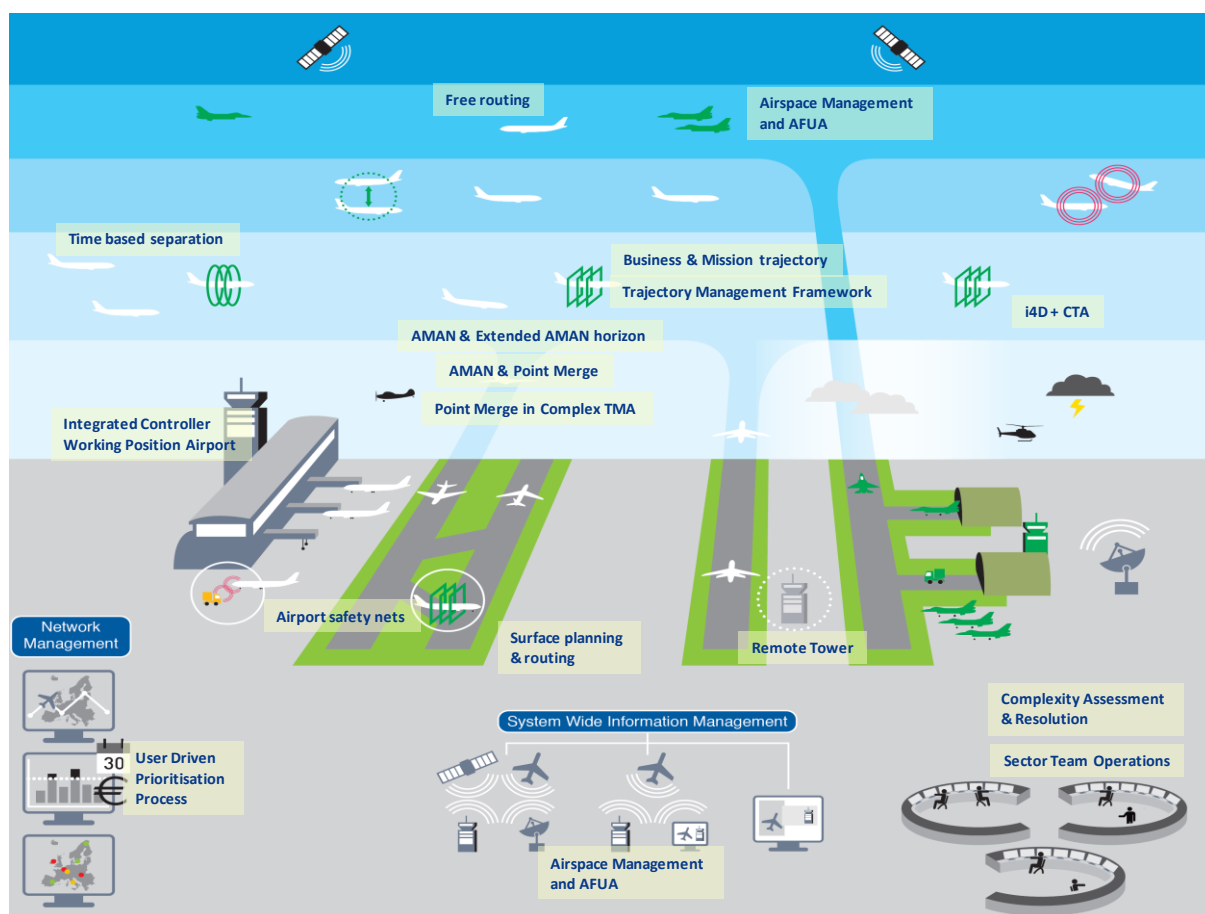 Free routing
Airspace Management
and AFUA
Time based separation
Business & Mission trajectory
Trajectory Management Framework
i4D + CTA
AMAN & Extended AMAN horizon
AMAN & Point Merge
Point Merge in Complex TMA
Integrated Controller
Working Position Airport
Airport safety nets
Surface planning
& routing
Remote Tower
Network
Management
30
€
User Driven
Prioritisation
Process
System Wide Information Management
Airspace Management
and AFUA
Complexity Assessment
& Resolution
Sector Team Operations